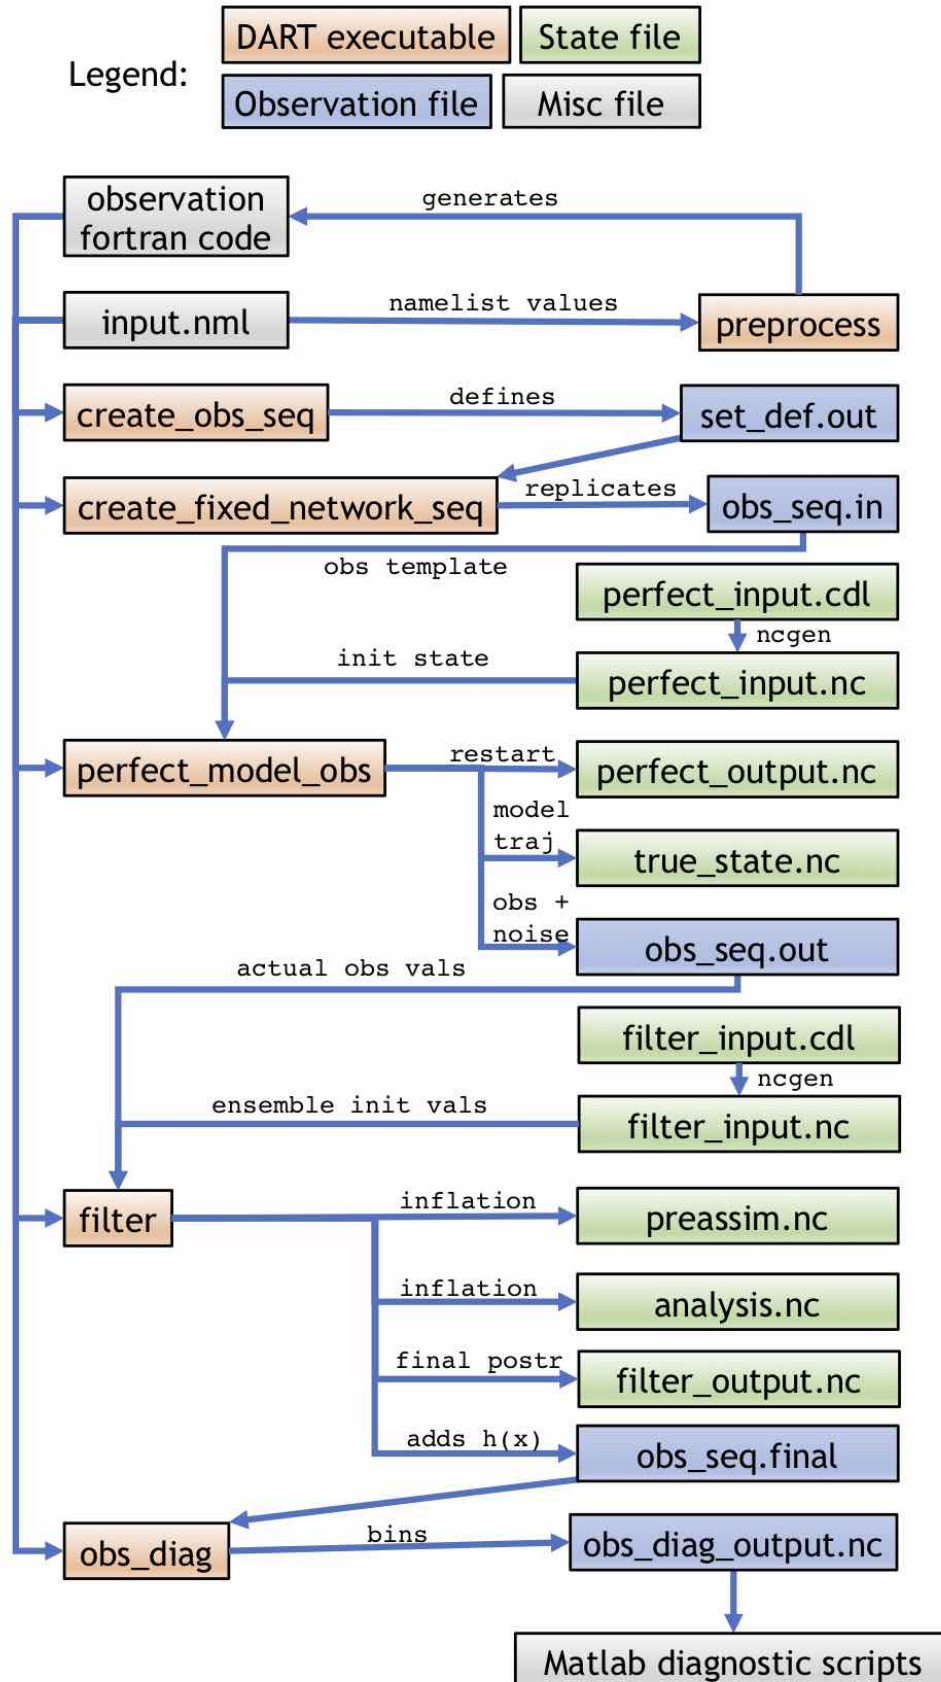 Legend:
DART executable
State file
Observation file
Misc file
observation
fortran code
generates
input.nml
namelist values
preprocess
create_obs_seq
defines
set_def.out
create_fixed_network_seq
replicates
obs_seq.in
obs template
perfect_input.cdl
ncgen
init state
perfect_input.nc
perfect_model_obs
restart
perfect_output.nc
model
traj
true_state.nc
obs +
noise
obs_seq.out
actual obs vals
filter_input.cdl
ncgen
ensemble init vals
filter_input.nc
filter
inflation
preassim.nc
inflation
analysis.nc
final postr
filter_output.nc
adds h(x)
obs_seq.final
obs_diag
bins
obs_diag_output.nc
Matlab diagnostic scripts